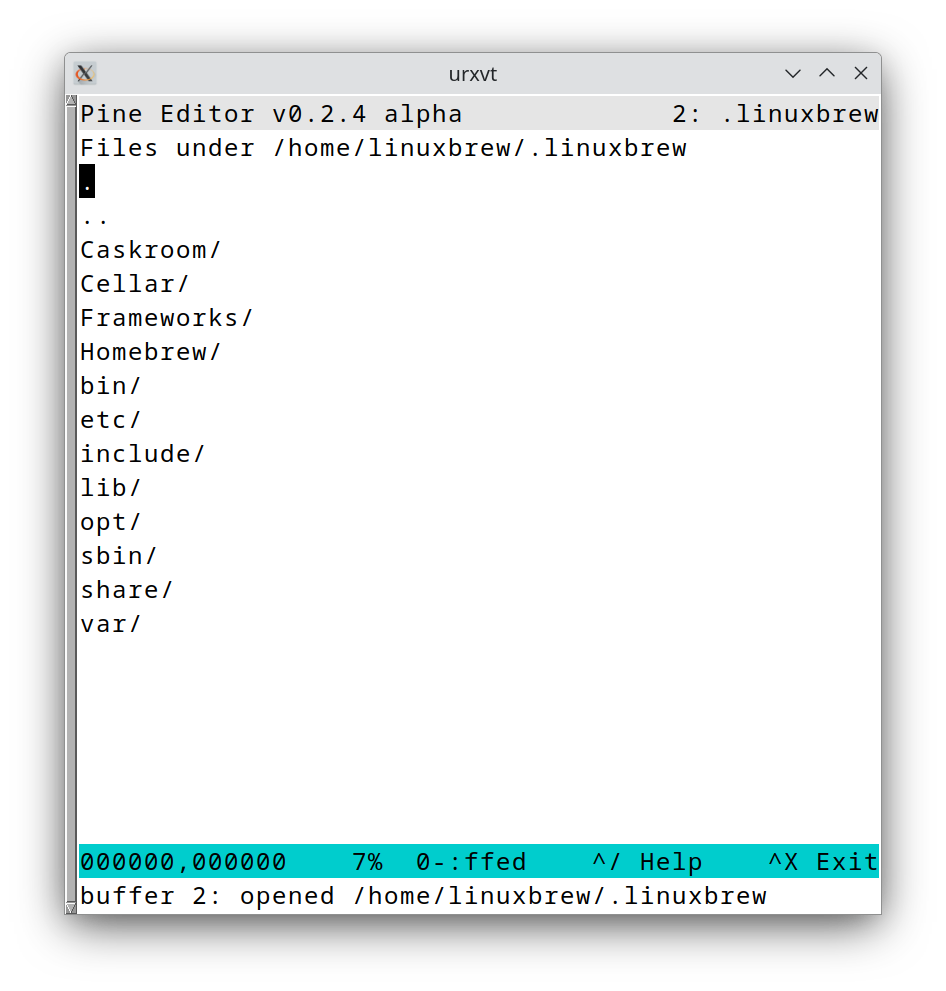 urxvt
Pine Editor v0.2.4 alpha 2: .linuxbrew
Files under /home/linuxbrew/.linuxbrew
.
..
Caskroom/
Cellar/
Frameworks/
Homebrew/
bin/
etc/
include/
lib/
opt/
sbin/
share/
var/
000000,000000 7% 0-:ffed ^/ Help ^X Exit
buffer 2: opened /home/linuxbrew/.linuxbrew